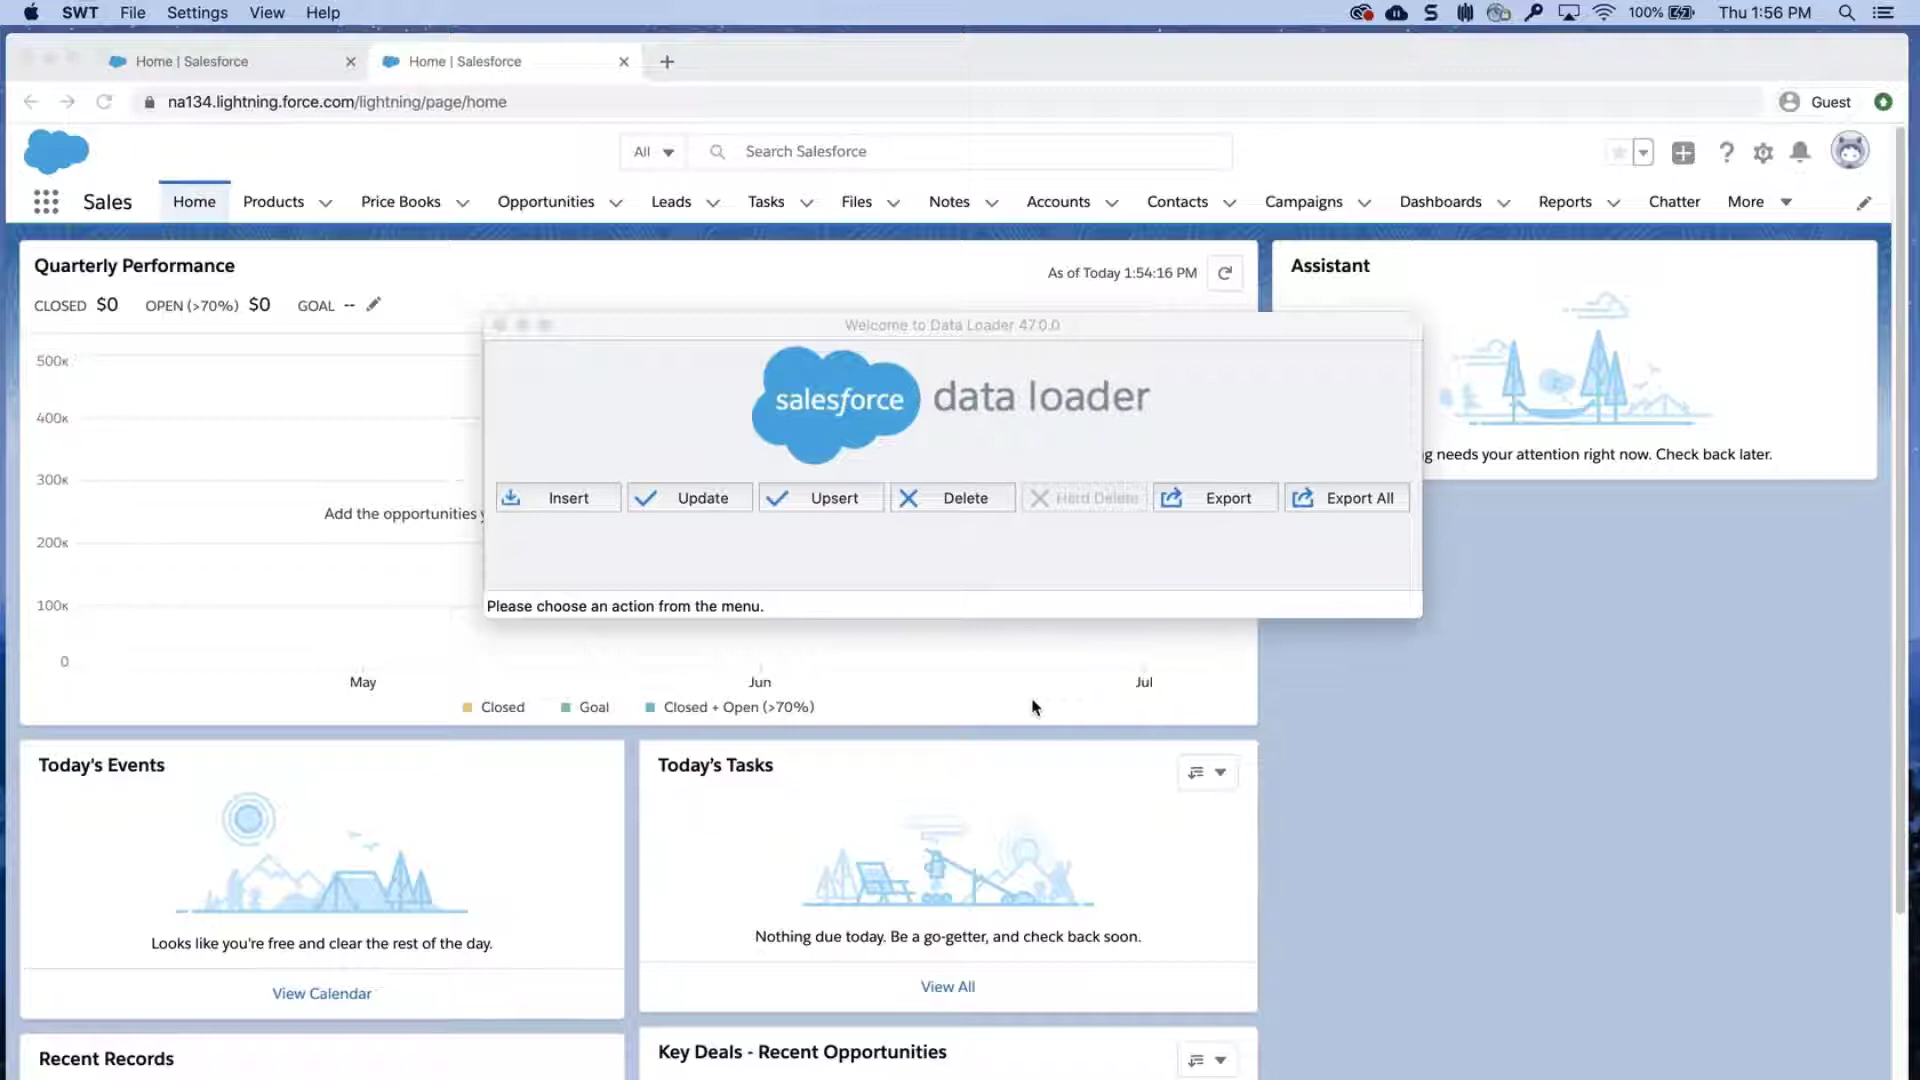 SWT File Settings View Help 100% Thu 1:56 PM
Home | Salesforce Home | Salesforce
na134.lightning.force.com/lightning/page/home Guest
All Search Salesforce
Sales Home Products Price Books Opportunities Leads Tasks Files Notes Accounts Contacts Campaigns Dashboards Reports Chatter More
Quarterly Performance
As of Today 1:54:16 PM
CLOSED $0 OPEN (>70%) $0 GOAL --
Assistant
500K
400K
300K
200K
100K
0
Add the opportunities
May Jun Jul
Closed Goal Closed + Open (>70%)
needs your attention right now. Check back later.
Welcome to Data Loader 47.0.0
salesforce data loader
Insert Update Upsert Delete Hard Delete Export Export All
Please choose an action from the menu.
Today's Events
Looks like you're free and clear the rest of the day.
View Calendar
Today's Tasks
Nothing due today. Be a go-getter, and check back soon.
View All
Recent Records
Key Deals - Recent Opportunities